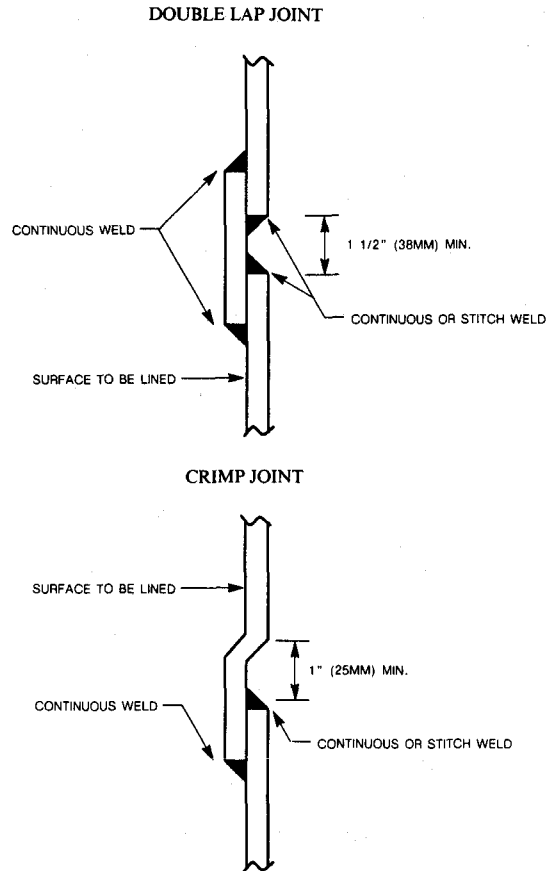 DOUBLE LAP JOINT
CONTINUOUS WELD
1 1/2" (38MM) MIN.
CONTINUOUS OR STITCH WELD
SURFACE TO BE LINED
CRIMP JOINT
SURFACE TO BE LINED
1" (25MM) MIN.
CONTINUOUS WELD
CONTINUOUS OR STITCH WELD